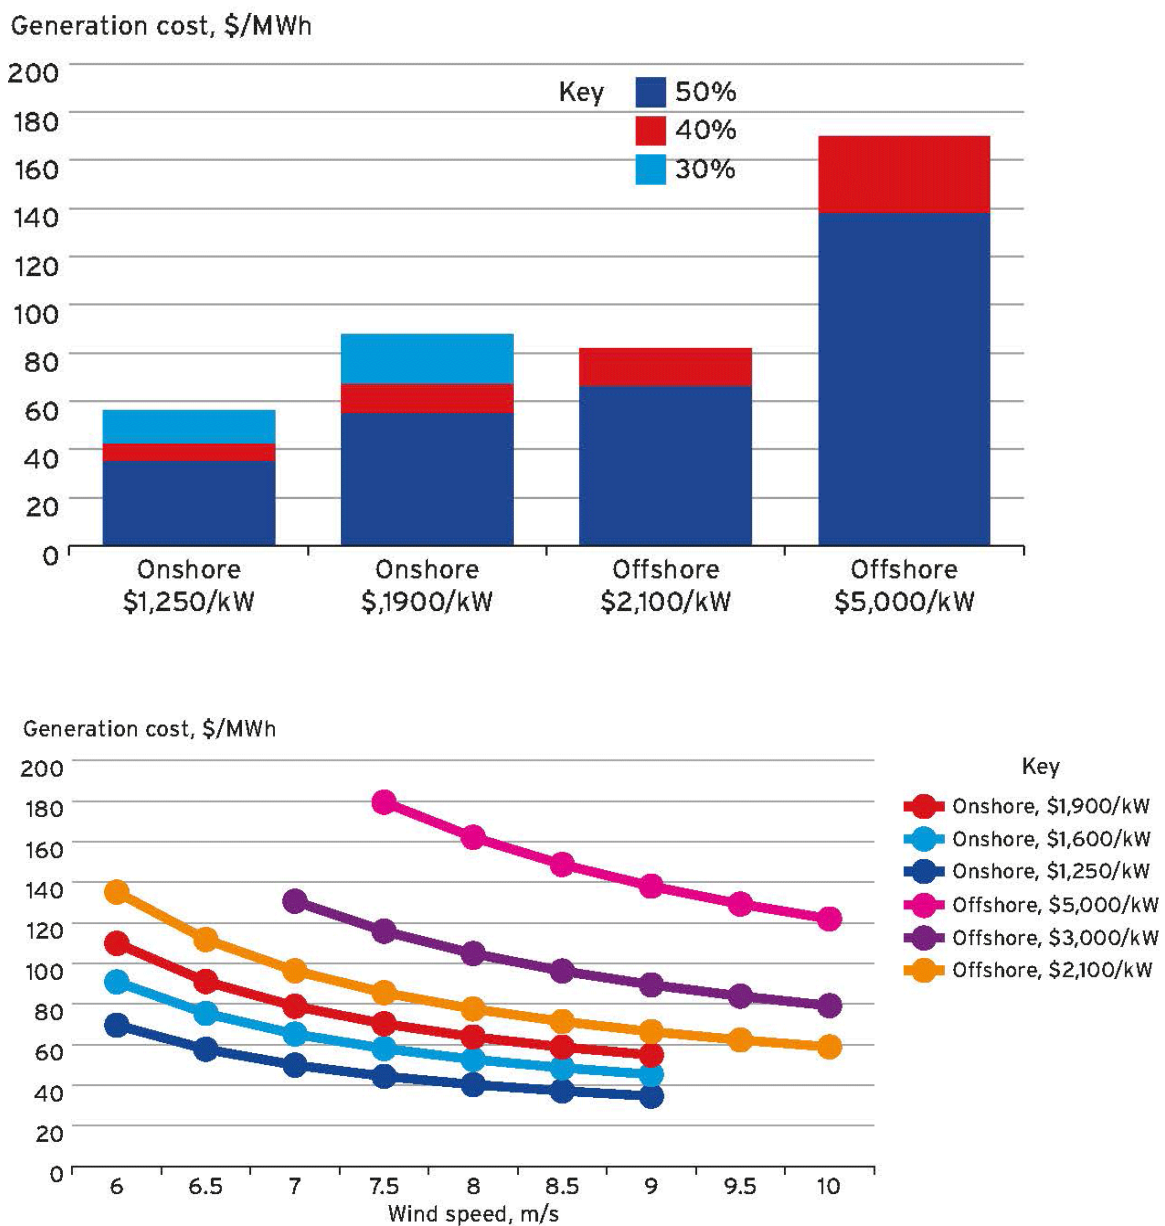 Generation cost, $/MWh
200
180
160
140
120
100
80
60
40
20
0
Key
50%
40%
30%
Onshore
$1,250/kW
Onshore
$,1900/kW
Offshore
$2,100/kW
Offshore
$5,000/kW
Generation cost, $/MWh
200
180
160
140
120
100
80
60
40
20
0
6 6.5 7 7.5 8 8.5 9 9.5 10
Wind speed, m/s
Key
Onshore, $1,900/kW
Onshore, $1,600/kW
Onshore, $1,250/kW
Offshore, $5,000/kW
Offshore, $3,000/kW
Offshore, $2,100/kW